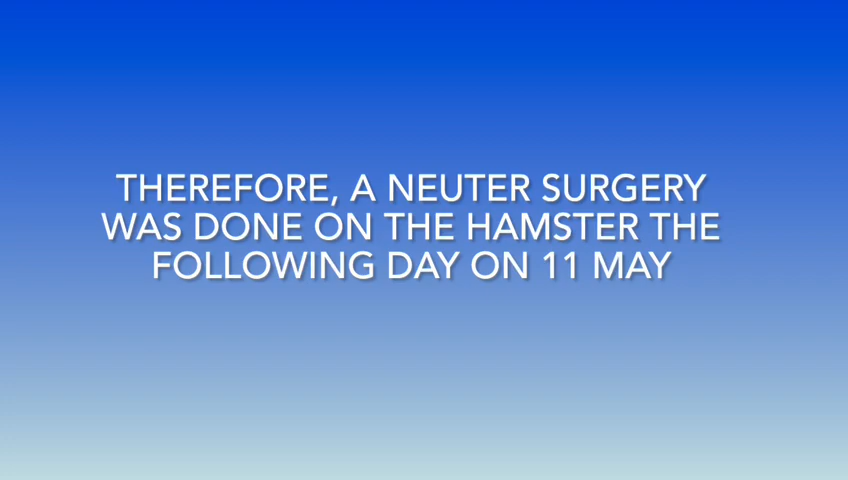 THEREFORE, A NEUTER SURGERY
WAS DONE ON THE HAMSTER THE
FOLLOWING DAY ON 11 MAY